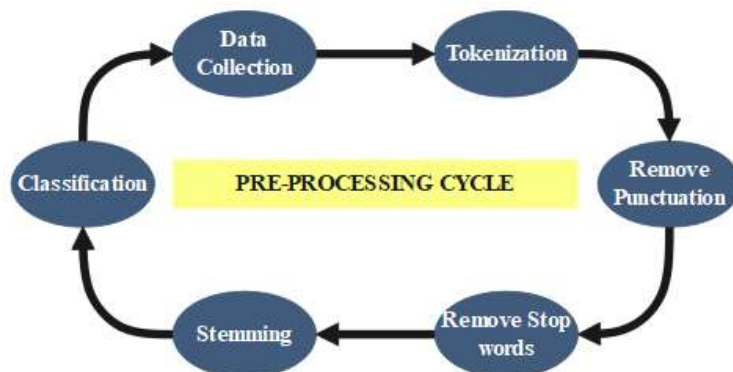 Data
Collection
Tokenization
Classification
PRE-PROCESSING CYCLE
Remove
Punctuation
Stemming
Remove Stop
words